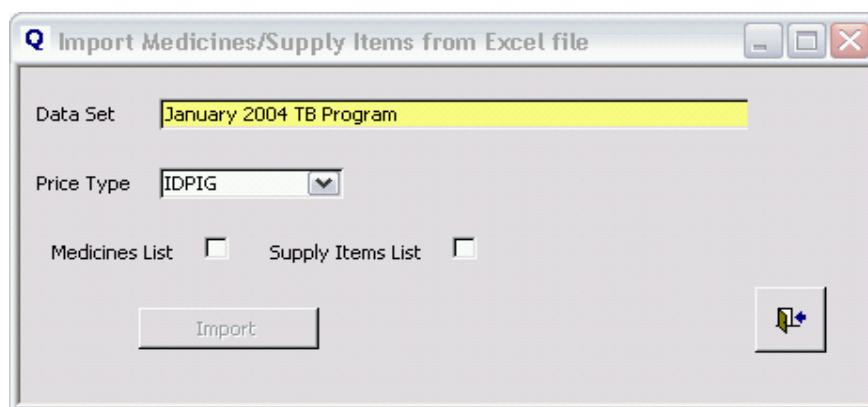 Q Import Medicines/Supply Items from Excel file
Data Set January 2004 TB Program
Price Type IDPIG
Medicines List Supply Items List
Import